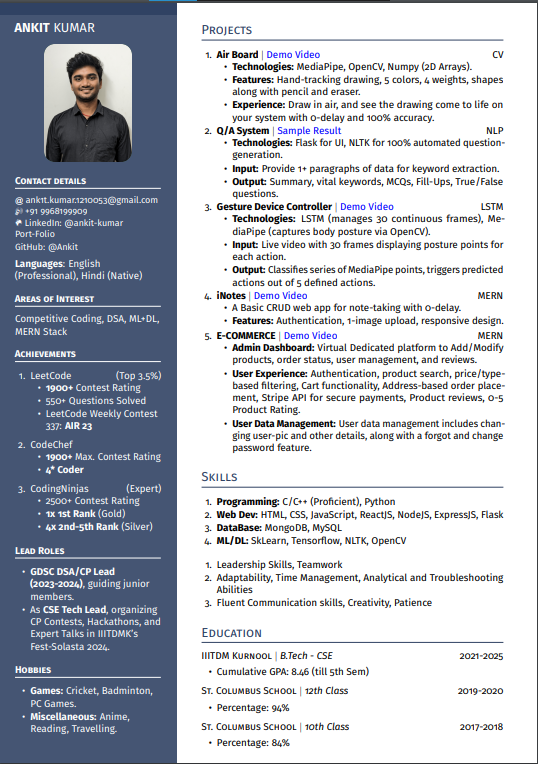 ANKIT KUMAR
CONTACT DETAILS
@ ankit.kumar.1210053@gmail.com
+91 9968199909
LinkedIn: @ankit-kumar
Port-Folio
GitHub: @Ankit
Languages: English
(Professional), Hindi (Native)
AREAS OF INTEREST
Competitive Coding, DSA, ML+DL,
MERN Stack
ACHIEVEMENTS
1. LeetCode (Top 3.5%)
• 1900+ Contest Rating
• 550+ Questions Solved
• LeetCode Weekly Contest
337: AIR 23
2. CodeChef
• 1900+ Max. Contest Rating
• 4* Coder
3. CodingNinjas (Expert)
• 2500+ Contest Rating
• 1x 1st Rank (Gold)
• 4x 2nd-5th Rank (Silver)
LEAD ROLES
• GDSC DSA/CP Lead
(2023-2024), guiding junior
members.
• As CSE Tech Lead, organizing
CP Contests, Hackathons, and
Expert Talks in IIITDMK's
Fest-Solasta 2024.
HOBBIES
• Games: Cricket, Badminton,
PC Games.
• Miscellaneous: Anime,
Reading, Travelling.
PROJECTS
1. Air Board | Demo Video CV
• Technologies: MediaPipe, OpenCV, Numpy (2D Arrays).
• Features: Hand-tracking drawing, 5 colors, 4 weights, shapes
along with pencil and eraser.
• Experience: Draw in air, and see the drawing come to life on
your system with 0-delay and 100% accuracy.
2. Q/A System | Sample Result NLP
• Technologies: Flask for UI, NLTK for 100% automated question-
generation.
• Input: Provide 1+ paragraphs of data for keyword extraction.
• Output: Summary, vital keywords, MCQs, Fill-Ups, True/False
questions.
3. Gesture Device Controller | Demo Video LSTM
• Technologies: LSTM (manages 30 continuous frames), Me-
diaPipe (captures body posture via OpenCV).
• Input: Live video with 30 frames displaying posture points for
each action.
• Output: Classifies series of MediaPipe points, triggers predicted
actions out of 5 defined actions.
4. iNotes | Demo Video MERN
• A Basic CRUD web app for note-taking with 0-delay.
• Features: Authentication, 1-image upload, responsive design.
5. E-COMMERCE | Demo Video MERN
• Admin Dashboard: Virtual Dedicated platform to Add/Modify
products, order status, user management, and reviews.
• User Experience: Authentication, product search, price/type-
based filtering, Cart functionality, Address-based order place-
ment, Stripe API for secure payments, Product reviews, 0-5
Product Rating.
• User Data Management: User data management includes chan-
ging user-pic and other details, along with a forgot and change
password feature.
SKILLS
1. Programming: C/C++ (Proficient), Python
2. Web Dev: HTML, CSS, JavaScript, ReactJS, NodeJS, ExpressJS, Flask
3. DataBase: MongoDB, MySQL
4. ML/DL: SkLearn, Tensorflow, NLTK, OpenCV
1. Leadership Skills, Teamwork
2. Adaptability, Time Management, Analytical and Troubleshooting
Abilities
3. Fluent Communication skills, Creativity, Patience
EDUCATION
IIITDM KURNOOL | B.Tech - CSE 2021-2025
• Cumulative GPA: 8.46 (till 5th Sem)
ST. COLUMBUS SCHOOL | 12th Class 2019-2020
• Percentage: 94%
ST. COLUMBUS SCHOOL | 10th Class 2017-2018
• Percentage: 84%